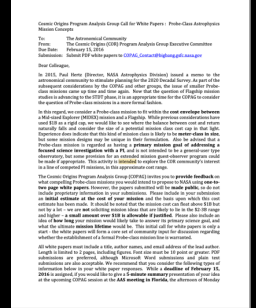 Cosmic Origins Program Analysis Group Call for White Papers : Probe-Class Astrophysics
Mission Concepts
To: The Astronomical Community
From: The Cosmic Origins (COR) Program Analysis Group Executive Committee
Date: February 15, 2016
Submission: Submit PDF white papers to COPAG_Contact@bigbang.gsfc.nasa.gov
Dear Colleagues,
In 2015, Paul Hertz (Director, NASA Astrophysics Division) issued a memo to the
astronomical community to stimulate planning for the 2020 Decadal Survey. As part of the
subsequent considerations by the COPAG and other groups, the issue of smaller Probe-
class missions came up time and time again. Now that the question of Flagship mission
studies is advancing to the STDT phase, it is an opportune time for the COPAG to consider
the question of Probe class missions in a more formal fashion.
In this regard, we consider a Probe-class mission to fit within the cost envelope between
a Mid-sized Explorer (MIDEX) mission and a Flagship. While previous considerations have
used $1B as a rigid cap, we would like to see where the balance between cost and return
naturally falls and consider the size of a potential mission class cost cap in that light.
Experience does indicate that this kind of mission class is likely to be meter-class in size,
but some mission designs may be unique in their formulation. Also be advised that a
Probe-class mission is regarded as having a primary mission goal of addressing a
focused science investigation with a PI, and is not intended to be a general-user type
observatory, but some provision for an extended mission guest-observer program could
be made if appropriate. This activity is intended to explore the COR community's interest
in a line of competed PI missions, in this approximate cost range.
The Cosmic Origins Program Analysis Group (COPAG) invites you to provide feedback on
what compelling Probe-class missions you would intend to propose to NASA using one-to-
two page white papers. However, the papers submitted will be made public, so do not
include proprietary information in your submissions. Please include in your submission
an initial estimate at the cost of your mission and the basis upon which this cost
estimate has been made. It should be noted that the mission cost can float above $1B but
not by a lot – we are not soliciting mission ideas that are likely to be in the $2-3B range
and higher – a small amount over $1B is allowable if justified. Please also include an
idea of how long your mission would likely take to answer its primary science goal, and
what the ultimate mission lifetime would be. This initial call for white papers is only a
start – the white papers will form a core set of community input for discussion regarding
whether the establishment of a formal Probe-class mission line is warranted.
All white papers must include a title, author names, and email address of the lead author.
Length is limited to 2 pages, including figures. Font size must be 10 point or greater. PDF
submissions are preferred, although Microsoft Word submissions and plain text
submissions are also acceptable. We recommend that you consider the following types of
information below in your white paper responses. While a deadline of February 15,
2016 is assigned, if you would like to give a 5-minute summary presentation of your idea
at the upcoming COPAG session at the AAS meeting in Florida, the afternoon of Monday